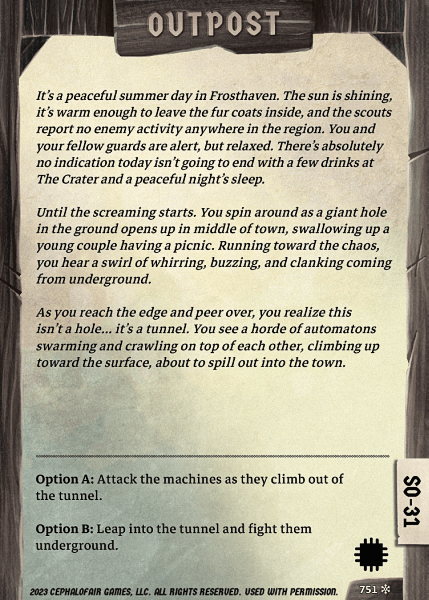 OUTPOST
It's a peaceful summer day in Frosthaven. The sun is shining,
it's warm enough to leave the fur coats inside, and the scouts
report no enemy activity anywhere in the region. You and
your fellow guards are alert, but relaxed. There's absolutely
no indication today isn't going to end with a few drinks at
The Crater and a peaceful night's sleep.
Until the screaming starts. You spin around as a giant hole
in the ground opens up in middle of town, swallowing up a
young couple having a picnic. Running toward the chaos,
you hear a swirl of whirring, buzzing, and clanking coming
from underground.
As you reach the edge and peer over, you realize this
isn't a hole... it's a tunnel. You see a horde of automatons
swarming and crawling on top of each other, climbing up
toward the surface, about to spill out into the town.
Option A: Attack the machines as they climb out of
the tunnel.
Option B: Leap into the tunnel and fight them
underground.
SO-31
2023 CEPHALOFAIR GAMES, LLC. ALL RIGHTS RESERVED. USED WITH PERMISSION.
751